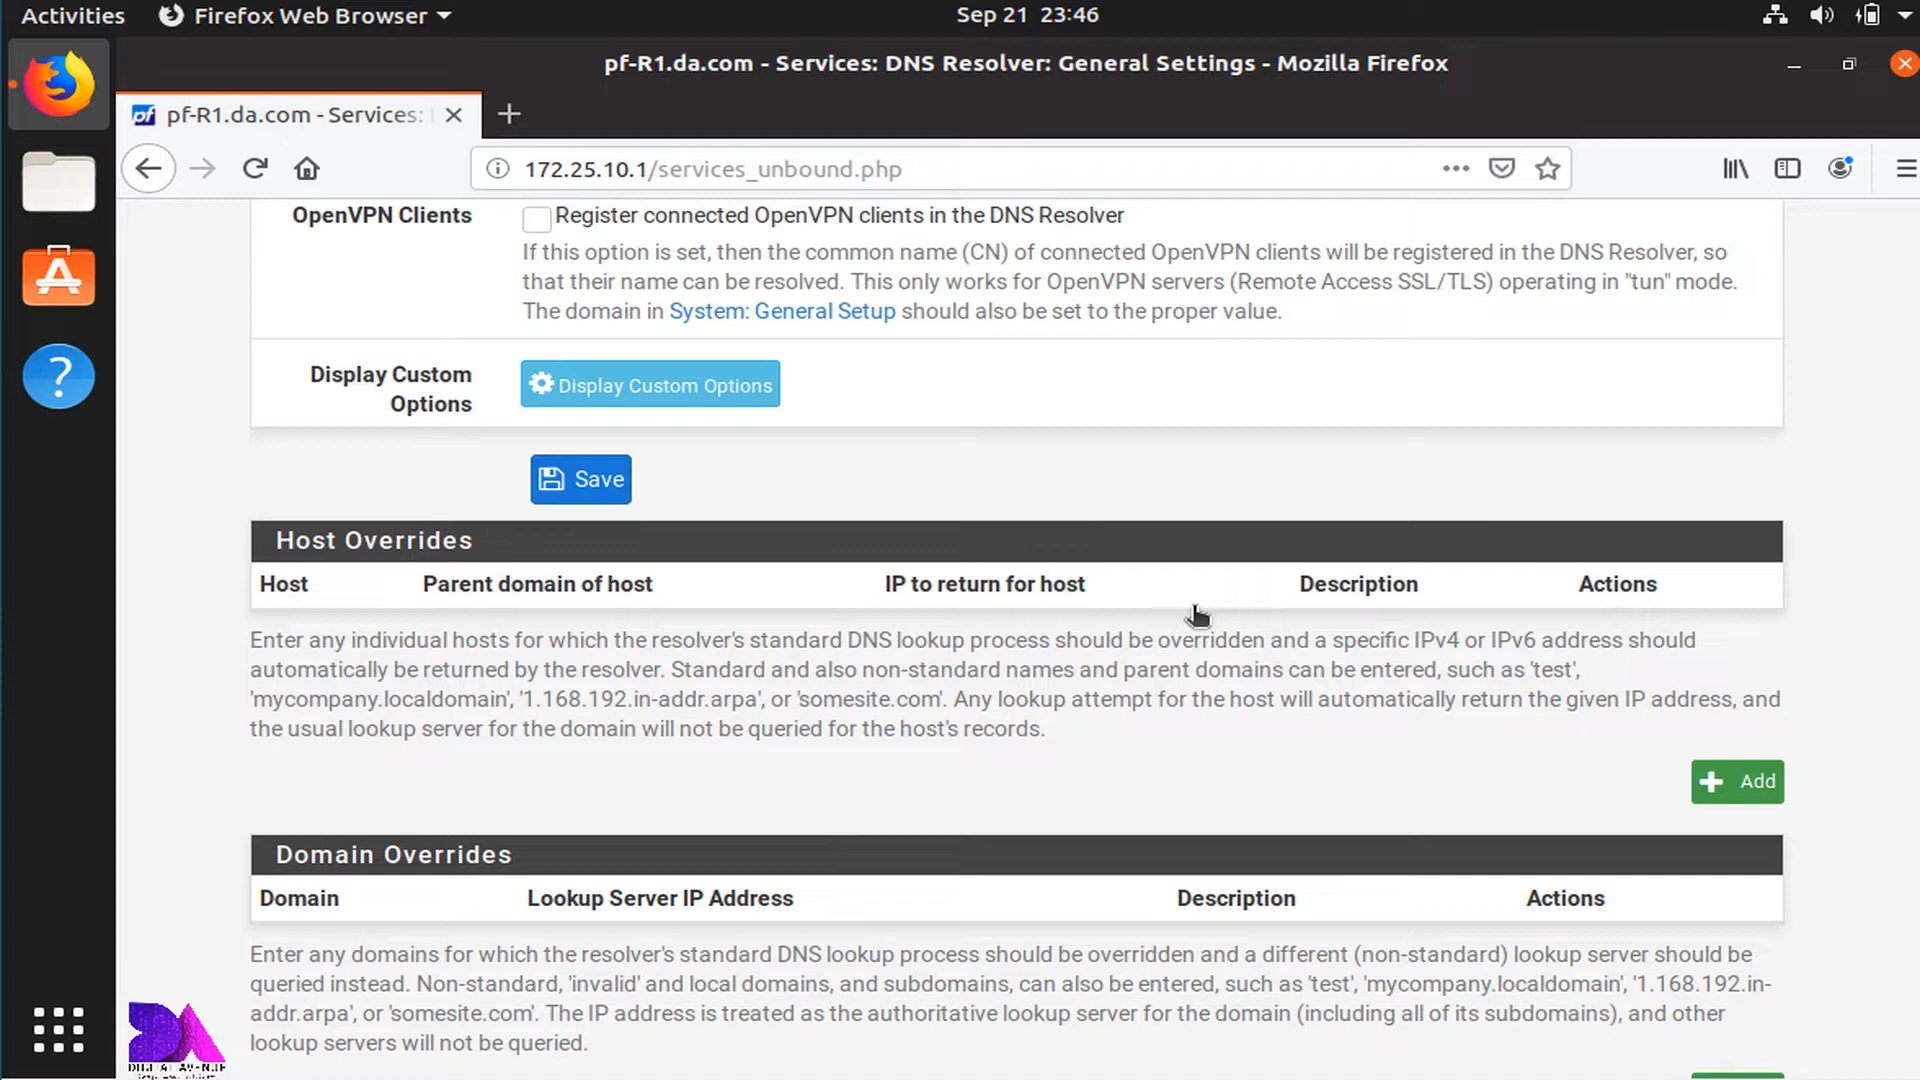 Activities
Firefox Web Browser
Sep 21 23:46
pf-R1.da.com - Services: DNS Resolver: General Settings - Mozilla Firefox
pf pf-R1.da.com - Services:
172.25.10.1/services_unbound.php
OpenVPN Clients
Register connected OpenVPN clients in the DNS Resolver
If this option is set, then the common name (CN) of connected OpenVPN clients will be registered in the DNS Resolver, so
that their name can be resolved. This only works for OpenVPN servers (Remote Access SSL/TLS) operating in "tun" mode.
The domain in System: General Setup should also be set to the proper value.
Display Custom
Options
Display Custom Options
Save
Host Overrides
Host Parent domain of host IP to return for host Description Actions
Enter any individual hosts for which the resolver's standard DNS lookup process should be overridden and a specific IPv4 or IPv6 address should
automatically be returned by the resolver. Standard and also non-standard names and parent domains can be entered, such as 'test',
'mycompany.localdomain', '1.168.192.in-addr.arpa', or 'somesite.com'. Any lookup attempt for the host will automatically return the given IP address, and
the usual lookup server for the domain will not be queried for the host's records.
Add
Domain Overrides
Domain Lookup Server IP Address Description Actions
Enter any domains for which the resolver's standard DNS lookup process should be overridden and a different (non-standard) lookup server should be
queried instead. Non-standard, 'invalid' and local domains, and subdomains, can also be entered, such as 'test', 'mycompany.localdomain', '1.168.192.in-
addr.arpa', or 'somesite.com'. The IP address is treated as the authoritative lookup server for the domain (including all of its subdomains), and other
lookup servers will not be queried.
DA
DIGITAL AVENUE